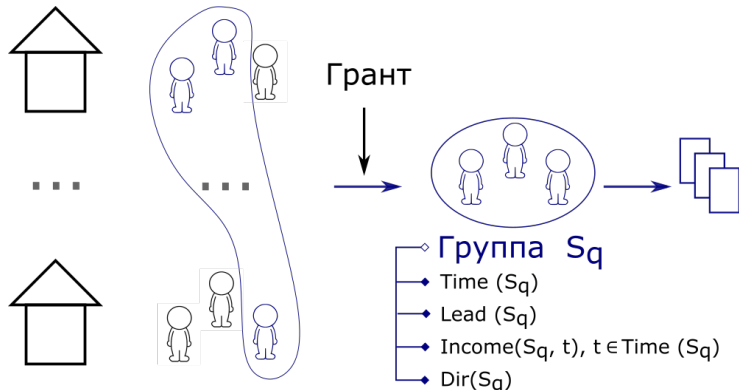 Грант
... ...
Группа Sq
Time (Sq)
Lead (Sq)
Income(Sq, t), t∈Time (Sq)
Dir(Sq)